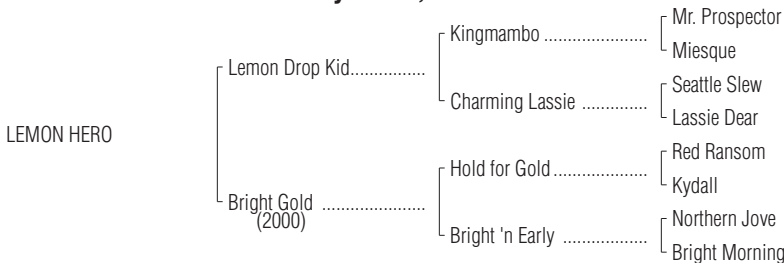 Mr. Prospector
Kingmambo ......................
Miesque
Lemon Drop Kid................
Seattle Slew
Charming Lassie ..............
Lassie Dear
LEMON HERO
Red Ransom
Hold for Gold....................
Kydall
Bright Gold ......................
(2000)
Northern Jove
Bright 'n Early ..................
Bright Morning